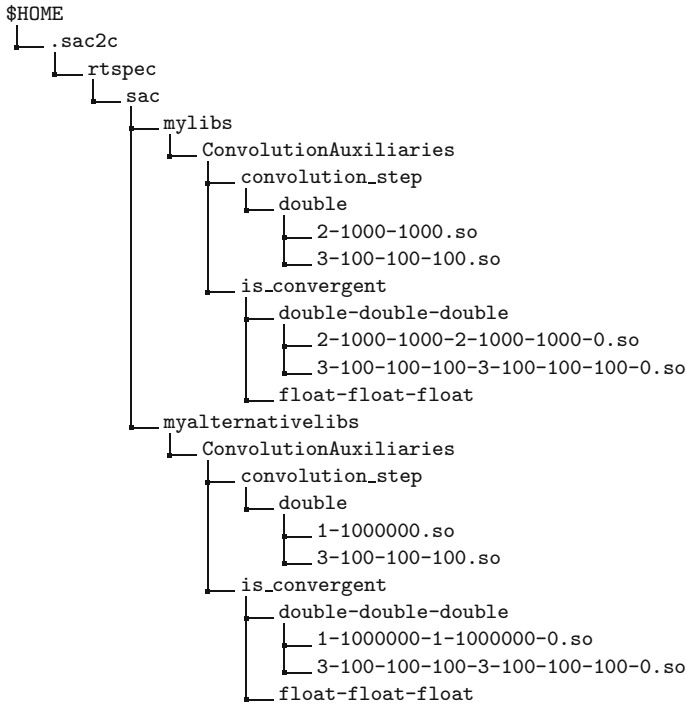 $HOME
.sac2c
rtspec
sac
mylibs
ConvolutionAuxiliaries
convolution_step
double
2-1000-1000.so
3-100-100-100.so
is_convergent
double-double-double
2-1000-1000-2-1000-1000-0.so
3-100-100-100-3-100-100-100-0.so
float-float-float
myalternativelibs
ConvolutionAuxiliaries
convolution_step
double
1-1000000.so
3-100-100-100.so
is_convergent
double-double-double
1-1000000-1-1000000-0.so
3-100-100-100-3-100-100-100-0.so
float-float-float